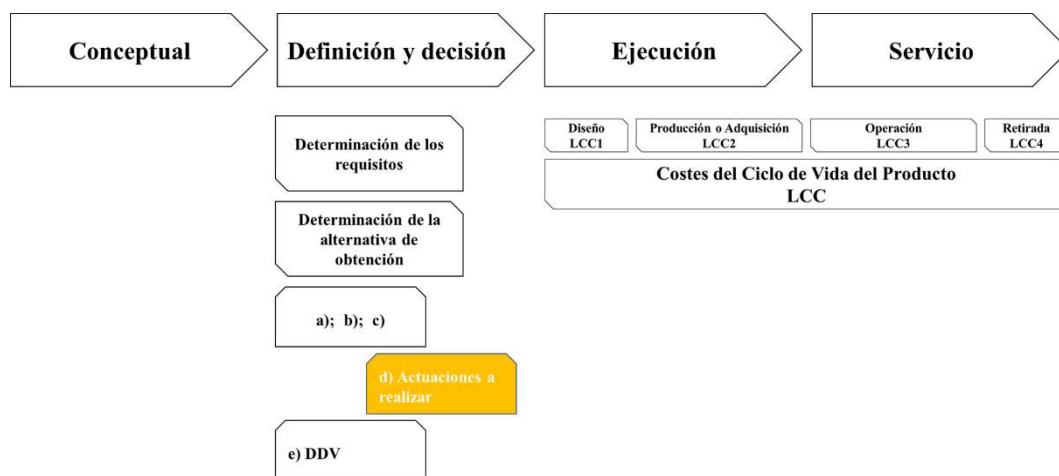 Conceptual
Definición y decisión
Ejecución
Servicio
Determinación de los
requisitos
Determinación de la
alternativa de
obtención
a); b); c)
d) Actuaciones a
realizar
e) DDV
Diseño
LCC1
Producción o Adquisición
LCC2
Operación
LCC3
Retirada
LCC4
Costes del Ciclo de Vida del Producto
LCC